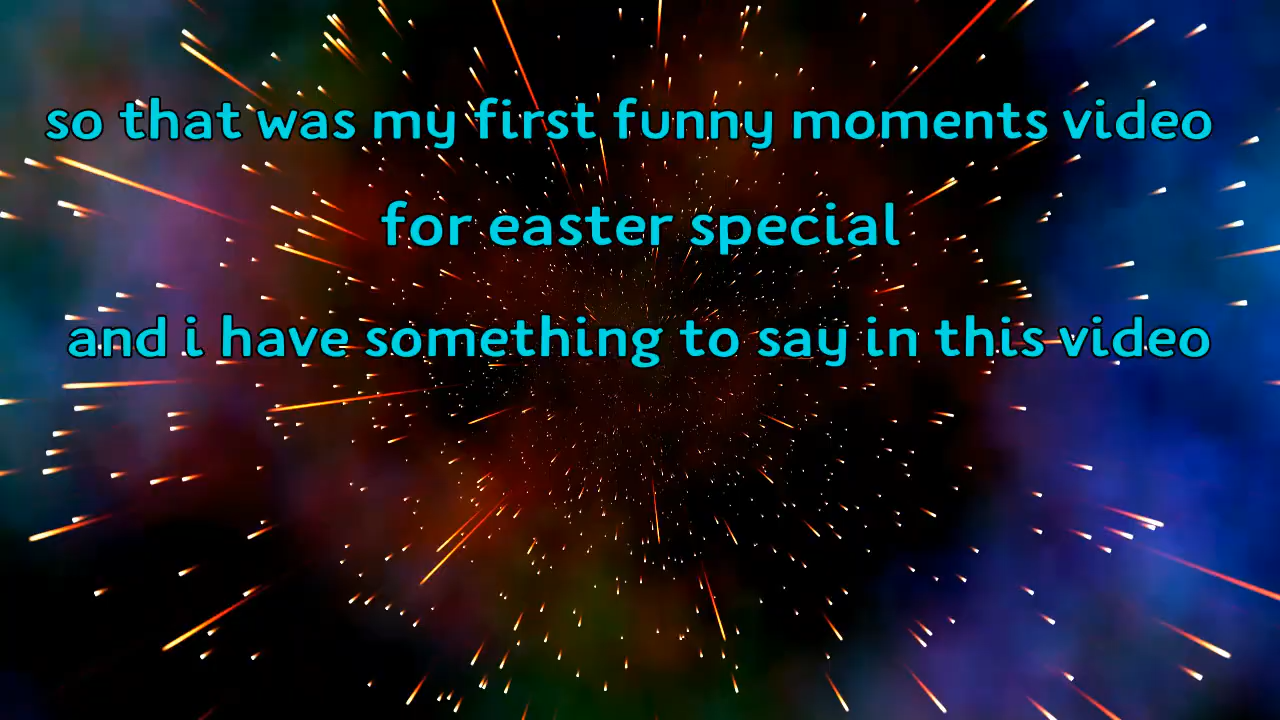 so that was my first funny moments video
for easter special
and i have something to say in this video